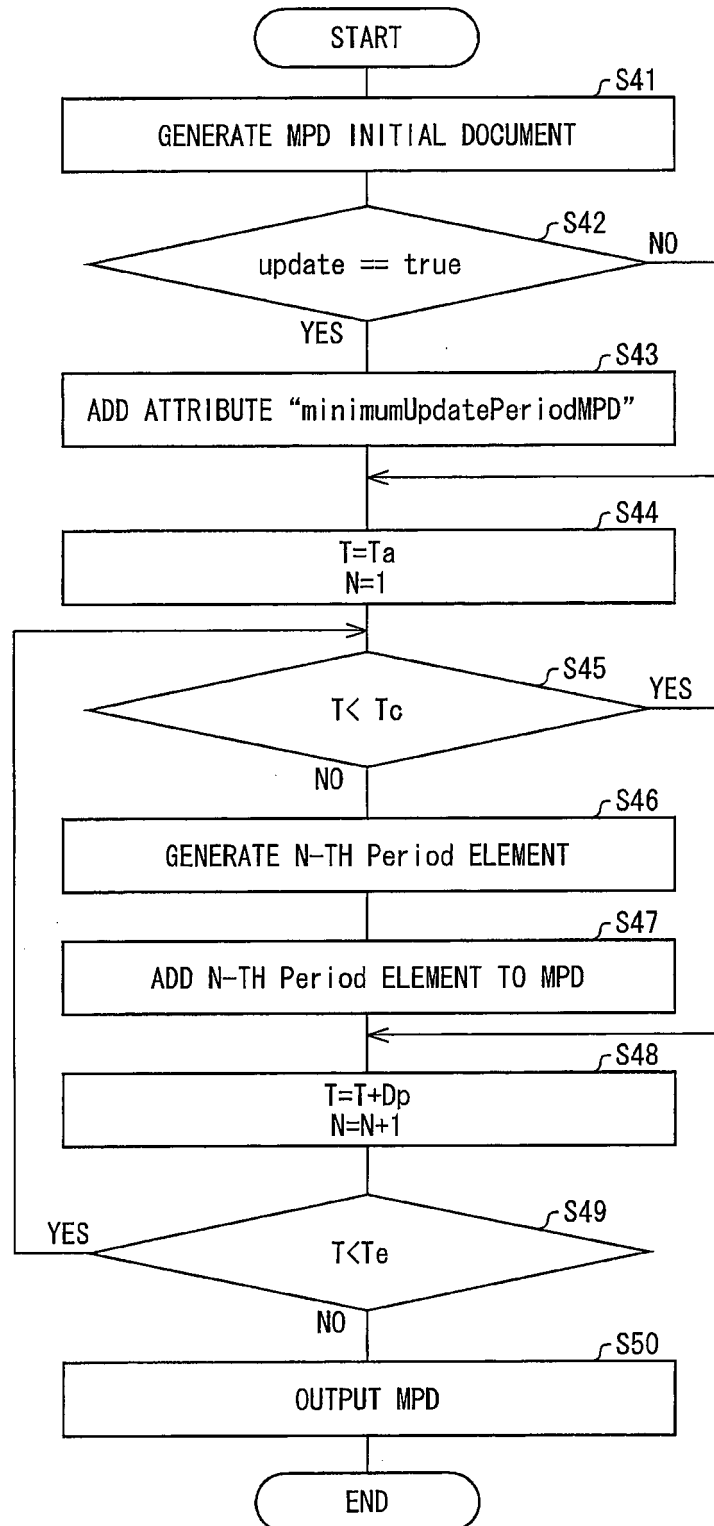 START
S41
GENERATE MPD INITIAL DOCUMENT
S42
update == true
NO
YES
S43
ADD ATTRIBUTE “minimumUpdatePeriodMPD”
S44
T=Ta
N=1
S45
T< Tc
YES
NO
S46
GENERATE N-TH Period ELEMENT
S47
ADD N-TH Period ELEMENT TO MPD
S48
T=T+Dp
N=N+1
S49
YES
T<Te
NO
S50
OUTPUT MPD
END